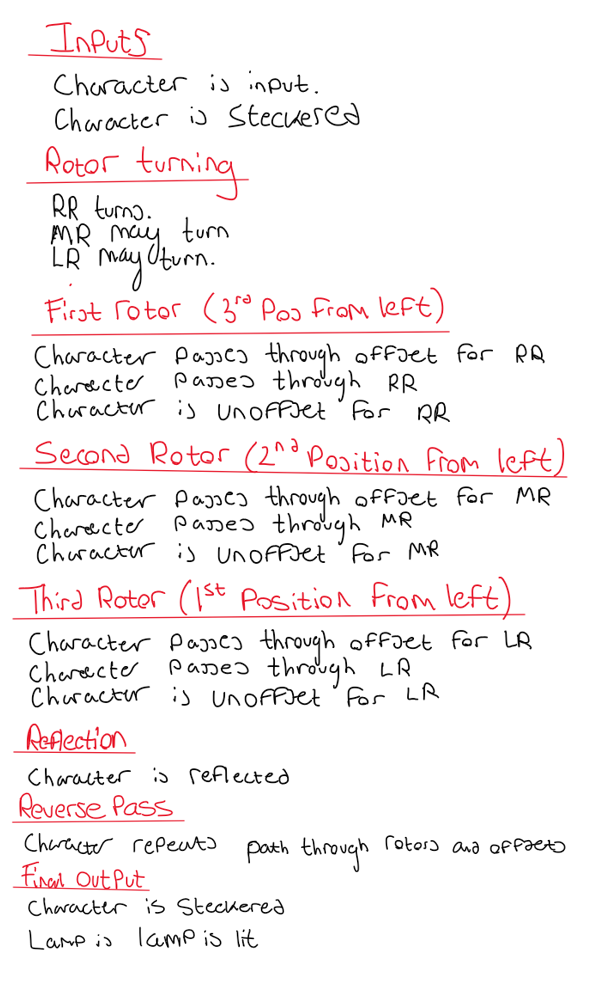 Inputs
Character is input.
Character is Steckered
Rotor turning
RR turns.
MR may turn
LR may turn.
First rotor (3rd Pos From left)
Character Passes through offset for RR
Character passes through RR
Character is unoffset for RR
Second Rotor (2nd Position From left)
Character Passes through offset for MR
Character passes through MR
Character is unoffset for MR
Third Rotor (1st Position From left)
Character Passes through offset for LR
Character passes through LR
Character is unoffset for LR
Reflection
Character is reflected
Reverse Pass
Character repeats path through rotors and offsets
Final Output
Character is Steckered
Lamp is lamp is lit